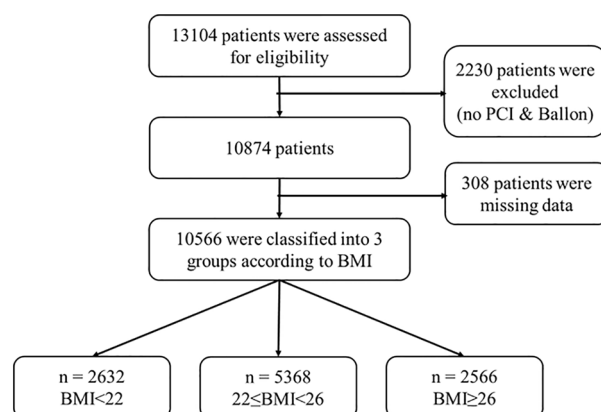 13104 patients were assessed
for eligibility
2230 patients were
excluded
(no PCI & Ballon)
10874 patients
308 patients were
missing data
10566 were classified into 3
groups according to BMI
n = 2632
BMI<22
n = 5368
22≤BMI<26
n = 2566
BMI≥26